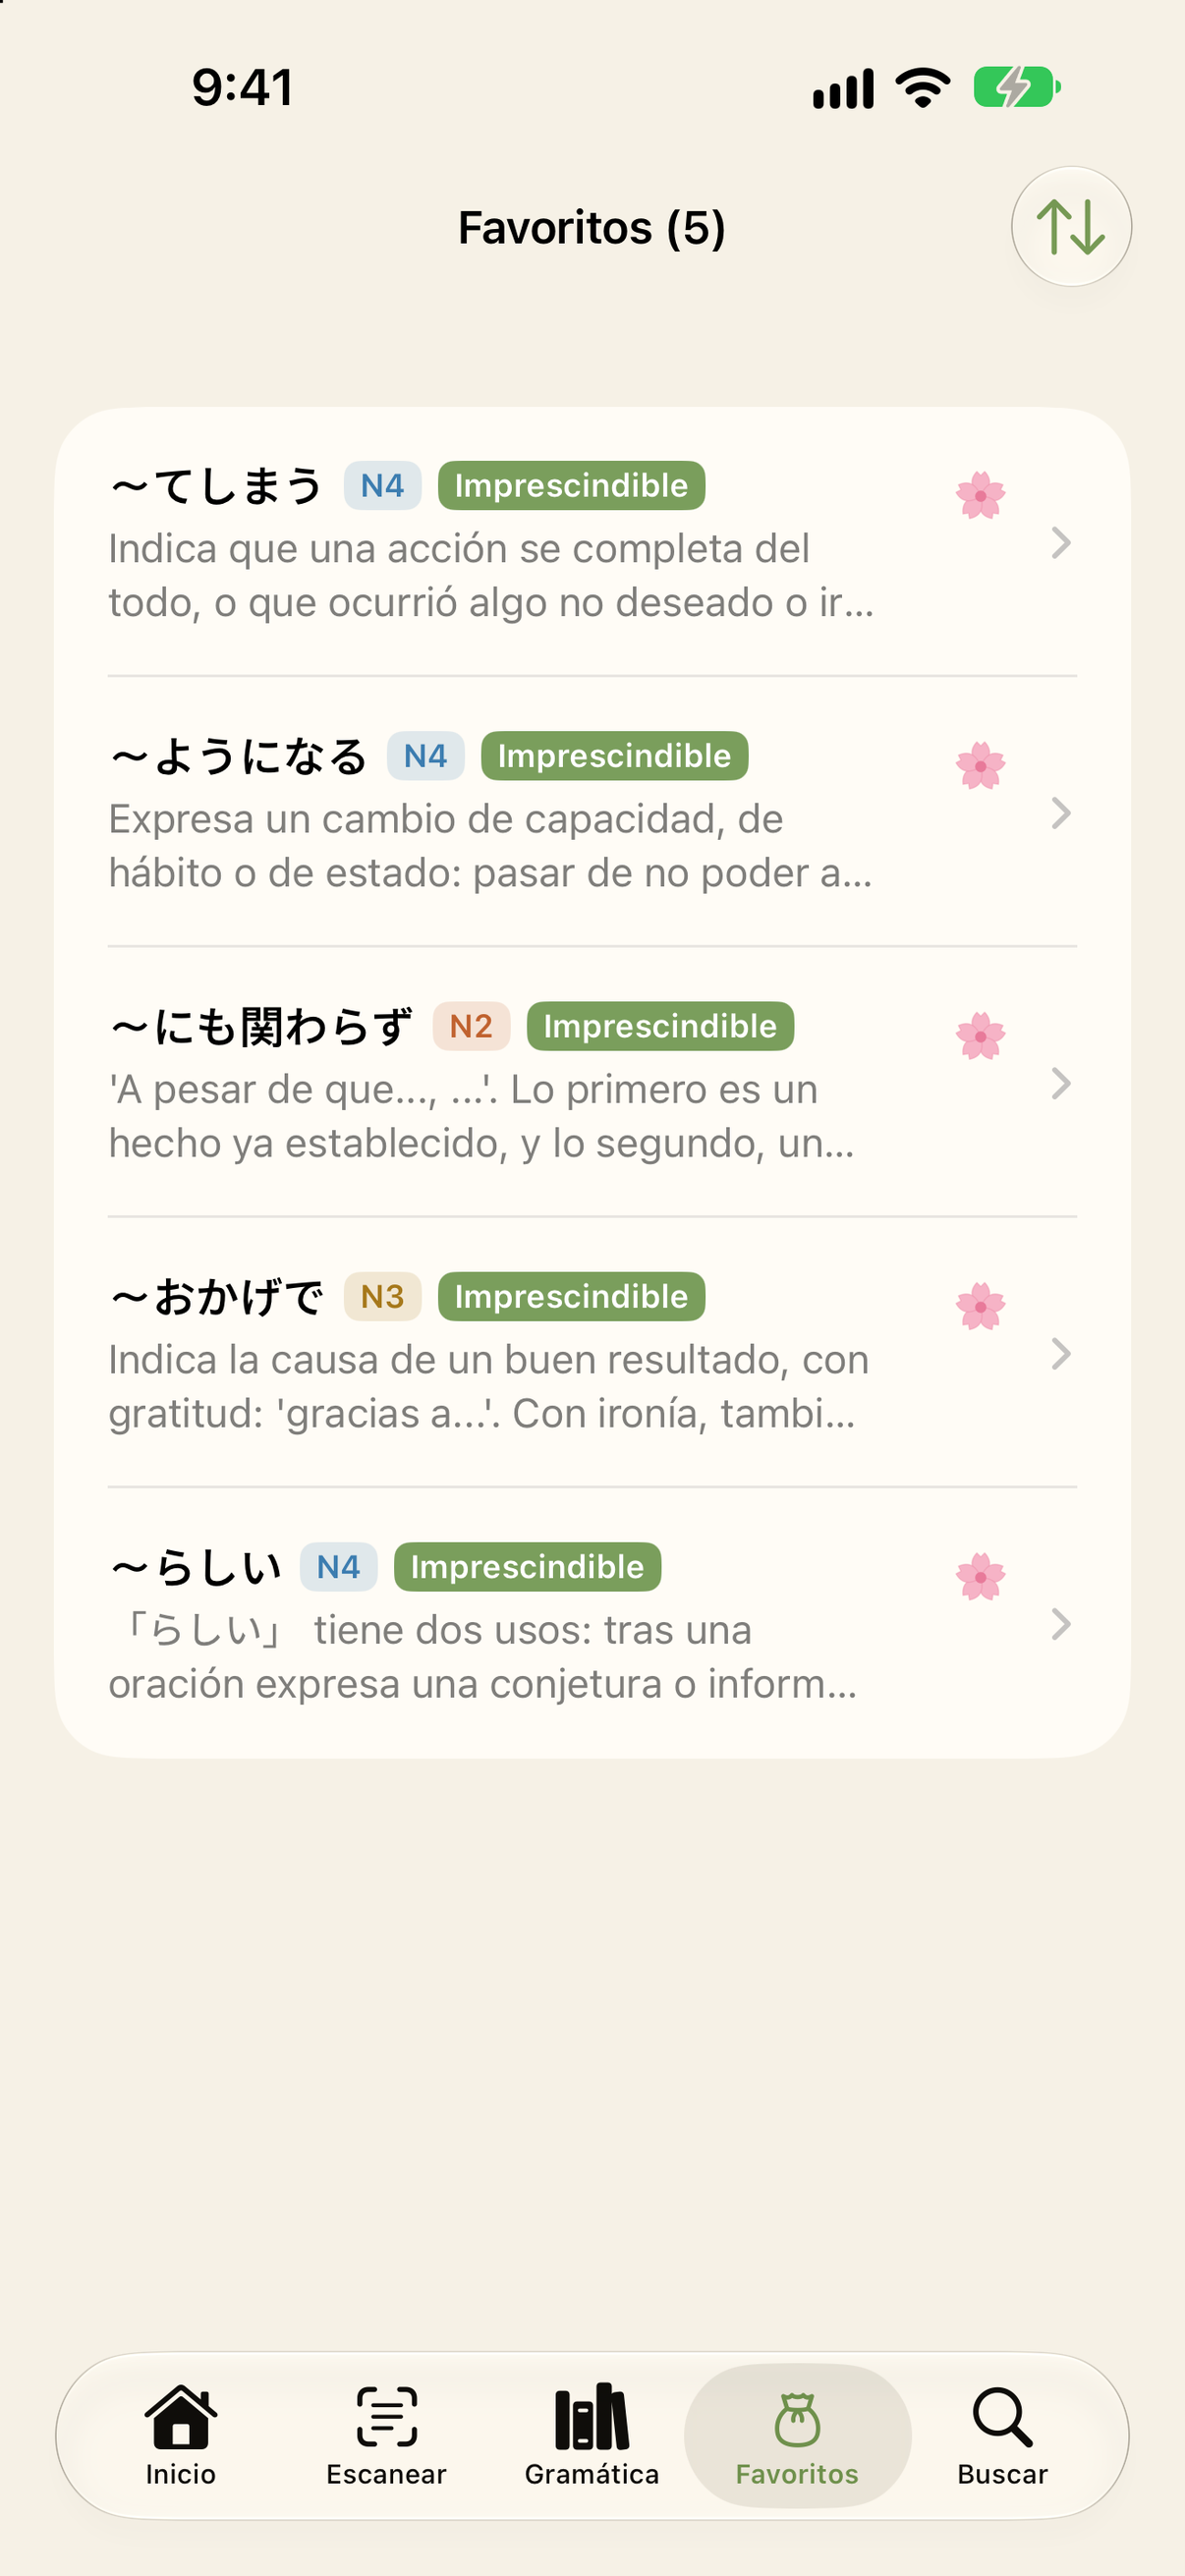 9:41
Favoritos (5)
～てしまう N4 Imprescindible
Indica que una acción se completa del
todo, o que ocurrió algo no deseado o ir...
～ようになる N4 Imprescindible
Expresa un cambio de capacidad, de
hábito o de estado: pasar de no poder a...
～にも関わらず N2 Imprescindible
'A pesar de que..., ...'. Lo primero es un
hecho ya establecido, y lo segundo, un...
～おかげで N3 Imprescindible
Indica la causa de un buen resultado, con
gratitud: 'gracias a...'. Con ironía, tambi...
～らしい N4 Imprescindible
「らしい」 tiene dos usos: tras una
oración expresa una conjetura o inform...
Inicio Escanear Gramática Favoritos Buscar